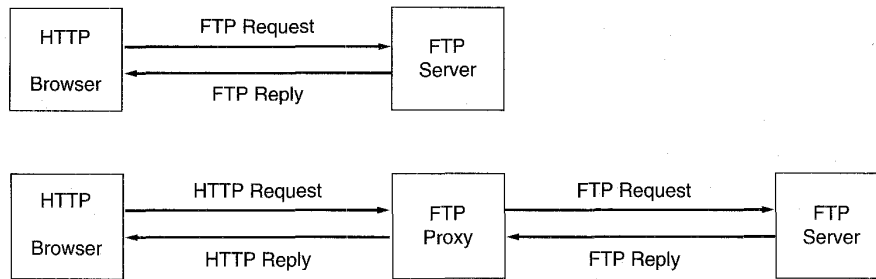 HTTP
Browser
FTP Request
FTP Reply
FTP
Server
HTTP
Browser
HTTP Request
HTTP Reply
FTP
Proxy
FTP Request
FTP Reply
FTP
Server